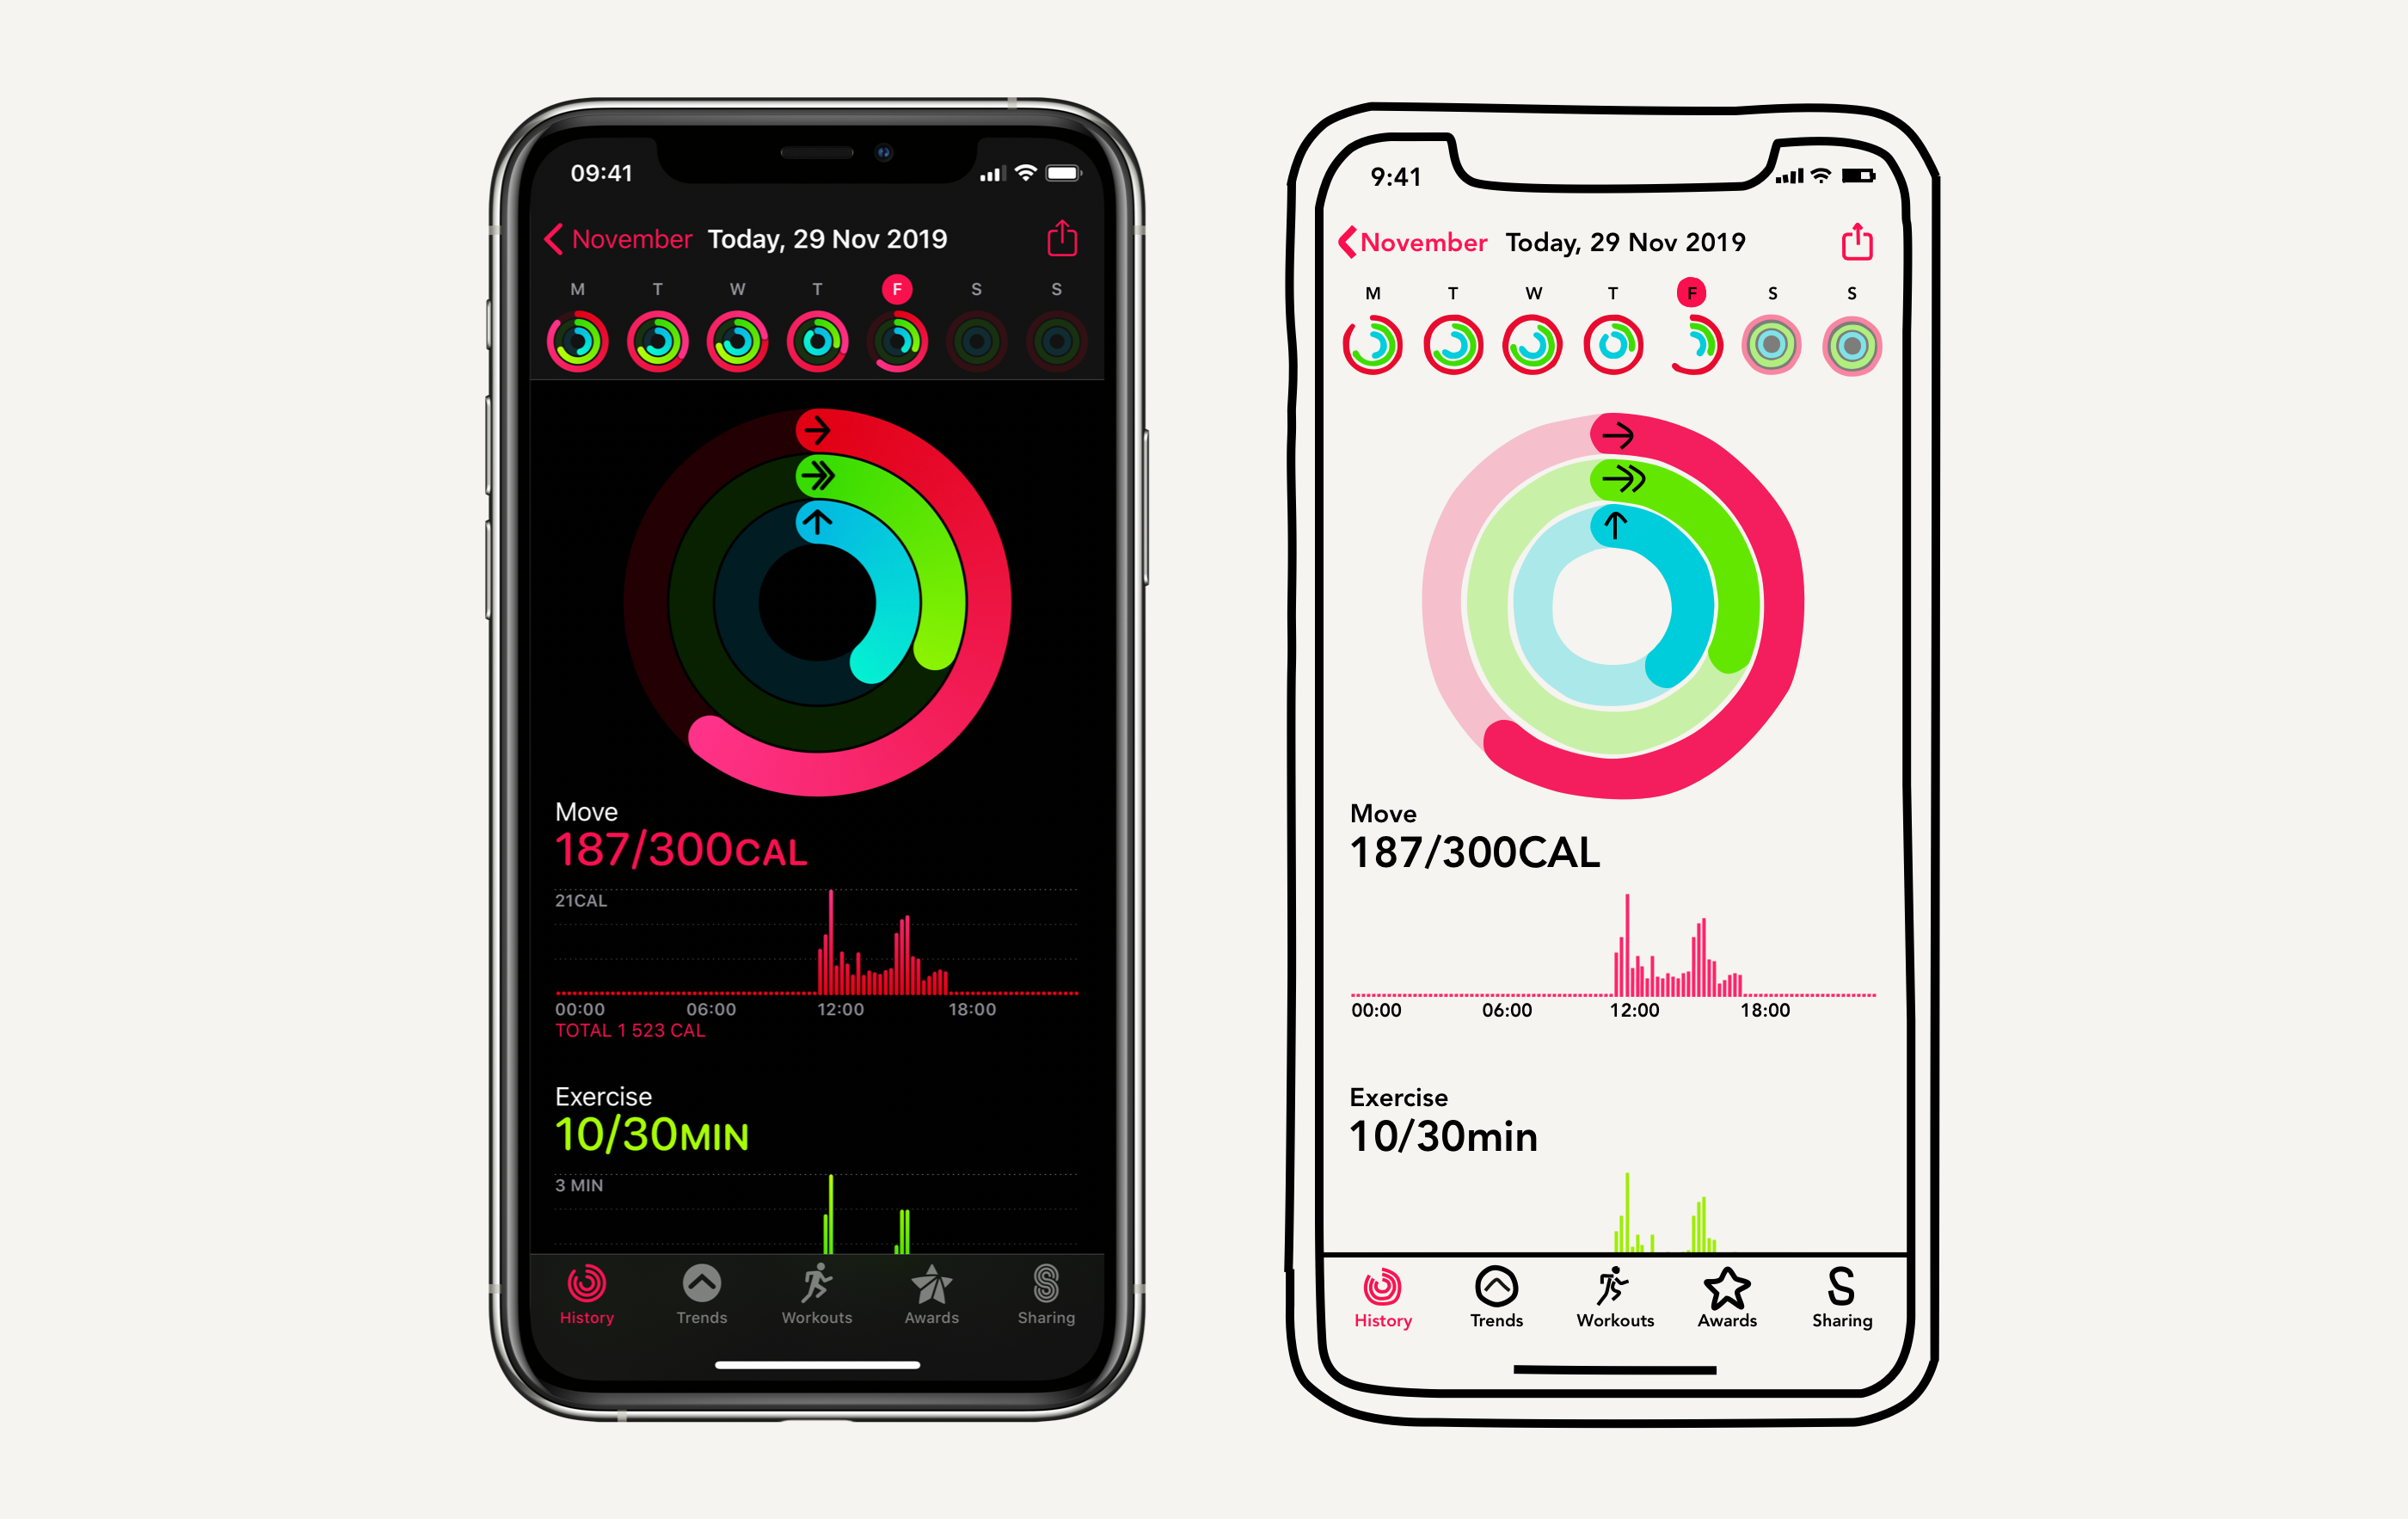 09:41
November Today, 29 Nov 2019
M T W T F S S
Move
187/300CAL
21CAL
00:00 06:00 12:00 18:00
TOTAL 1 523 CAL
Exercise
10/30MIN
3 MIN
History Trends Workouts Awards Sharing
9:41
November Today, 29 Nov 2019
M T W T F S S
Move
187/300CAL
00:00 06:00 12:00 18:00
Exercise
10/30min
History Trends Workouts Awards Sharing